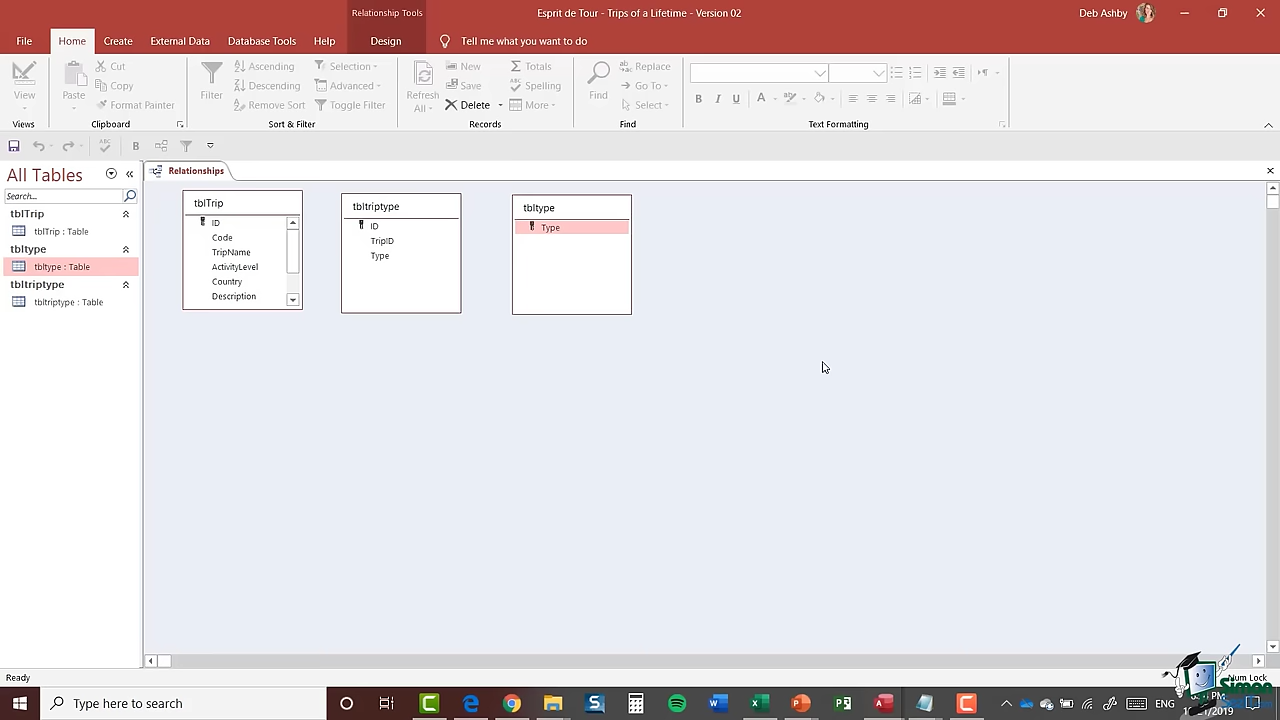 Relationship Tools
Esprit de Tour - Trips of a Lifetime - Version 02
Deb Ashby
File Home Create External Data Database Tools Help Design Tell me what you want to do
View
Paste
Cut
Copy
Format Painter
Filter
Ascending
Descending
Remove Sort
Selection
Advanced
Toggle Filter
Refresh All
New
Save
Delete
Totals
Spelling
More
Find
Replace
Go To
Select
B I U A
Views Clipboard Sort & Filter Records Find Text Formatting
ABC B
All Tables
Search...
tblTrip
tblTrip : Table
tbltype
tbltype : Table
tbltriptype
tbltriptype : Table
Relationships
tblTrip
ID
Code
TripName
ActivityLevel
Country
Description
tbltriptype
ID
TripID
Type
tbltype
Type
Ready
Num Lock
Type here to search
ENG